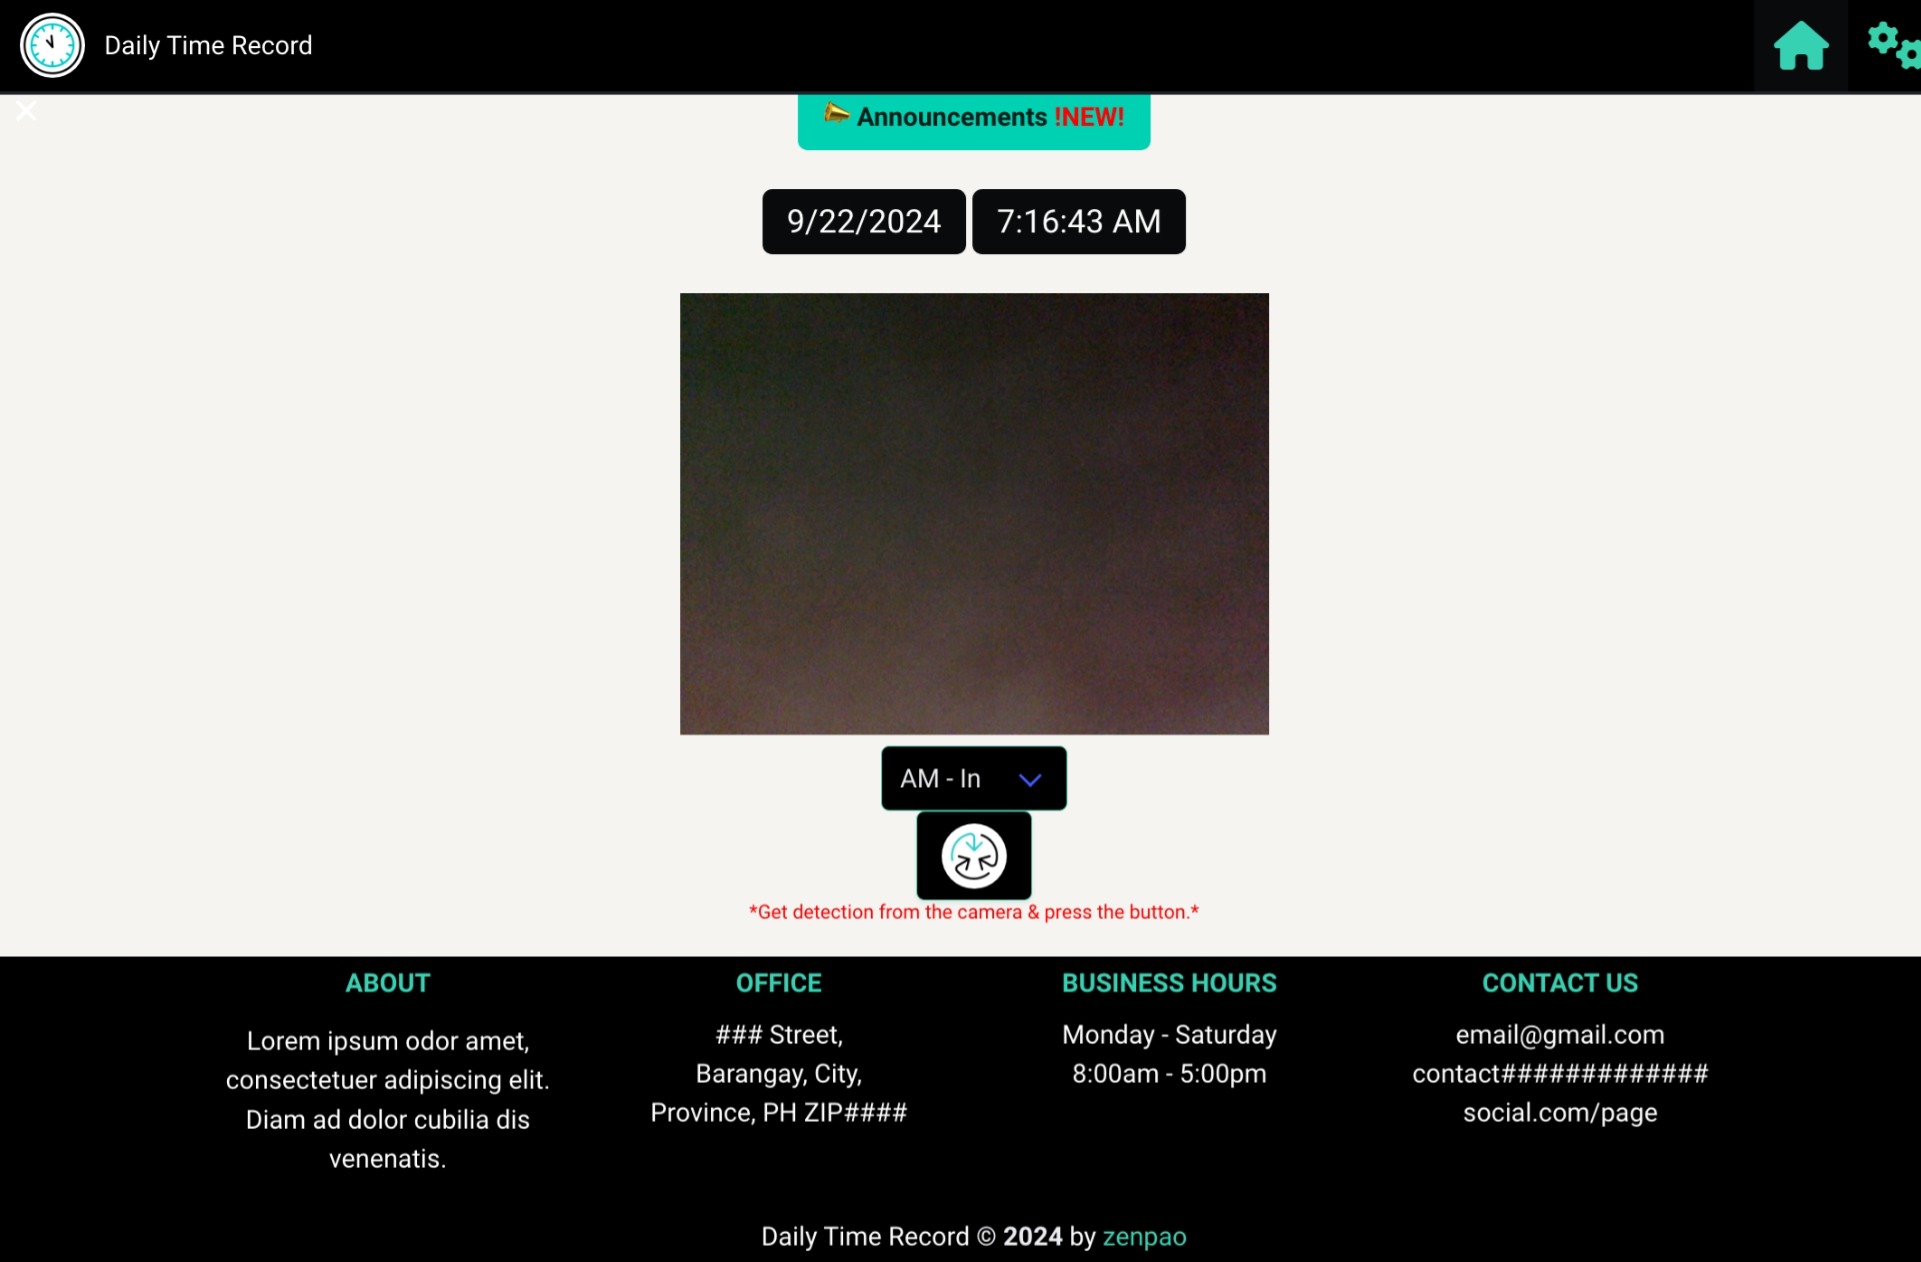 Daily Time Record
Announcements !NEW!
9/22/2024 7:16:43 AM
AM - In
*Get detection from the camera & press the button.*
ABOUT
Lorem ipsum odor amet,
consectetuer adipiscing elit.
Diam ad dolor cubilia dis
venenatis.
OFFICE
### Street,
Barangay, City,
Province, PH ZIP####
BUSINESS HOURS
Monday - Saturday
8:00am - 5:00pm
CONTACT US
email@gmail.com
contact#############
social.com/page
Daily Time Record © 2024 by zenpao